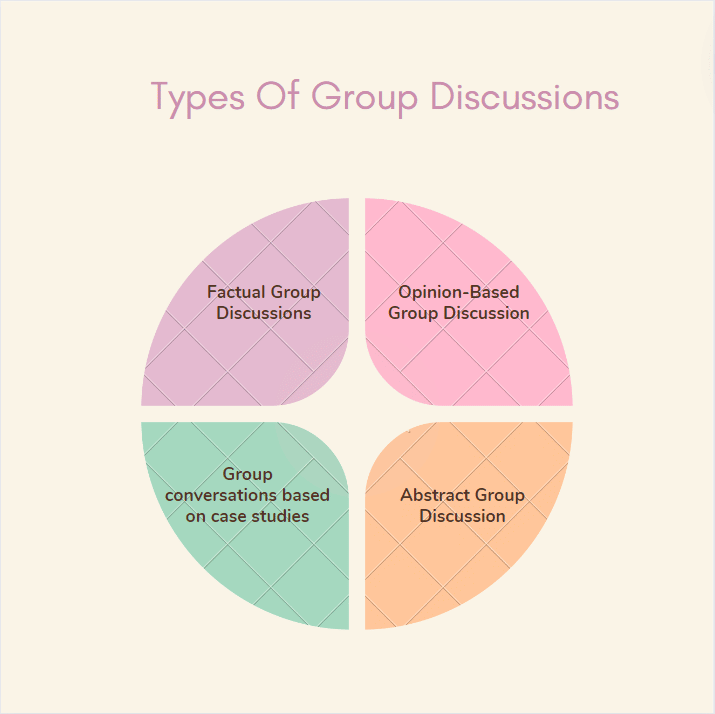 Types Of Group Discussions
Factual Group
Discussions
Opinion-Based
Group Discussion
Group
conversations based
on case studies
Abstract Group
Discussion